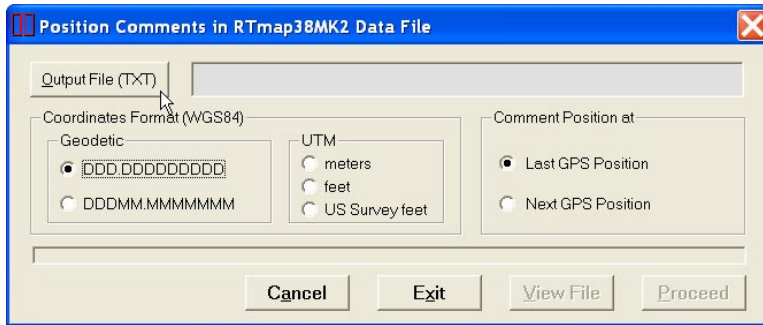 Position Comments in RTmap38MK2 Data File
Output File (TXT)
Coordinates Format (WGS84)
Geodetic
DDD.DDDDDDDDD
DDDMM.MMMMMMM
UTM
meters
feet
US Survey feet
Comment Position at
Last GPS Position
Next GPS Position
Cancel
Exit
View File
Proceed